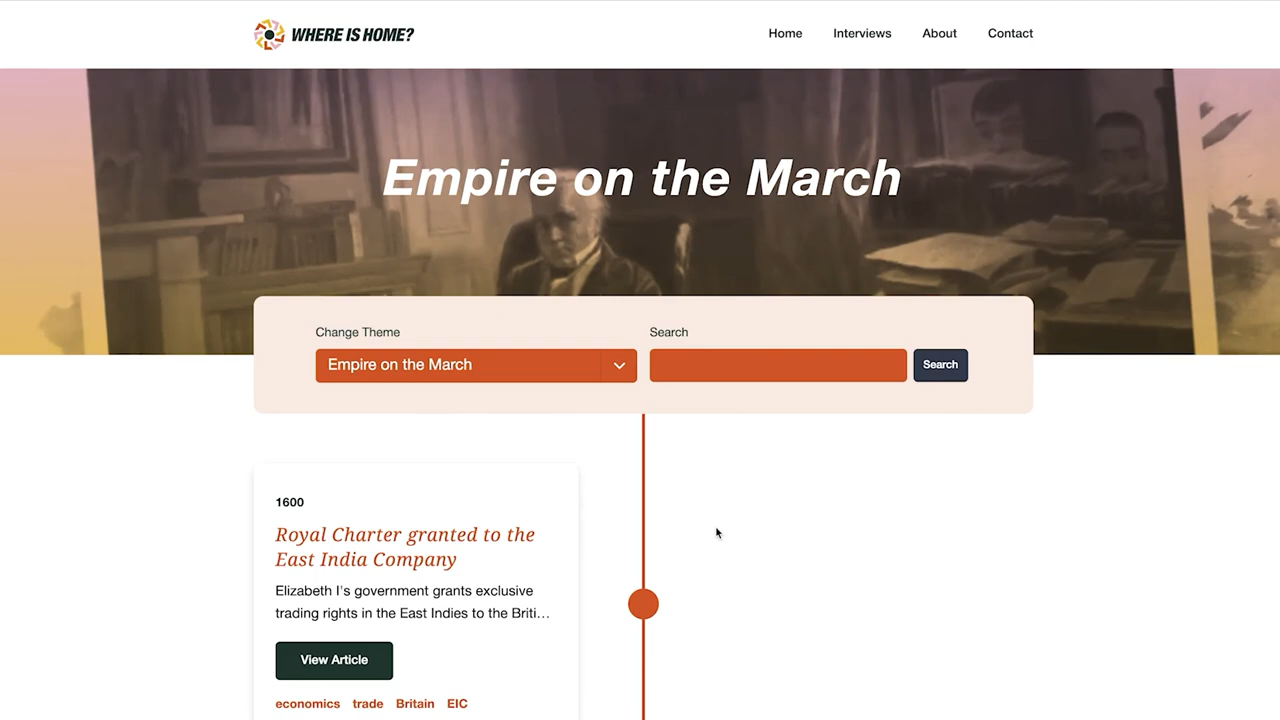 WHERE IS HOME?
Home Interviews About Contact
Empire on the March
Change Theme
Search
Empire on the March
Search
1600
Royal Charter granted to the
East India Company
Elizabeth I's government grants exclusive
trading rights in the East Indies to the Briti...
View Article
economics trade Britain EIC